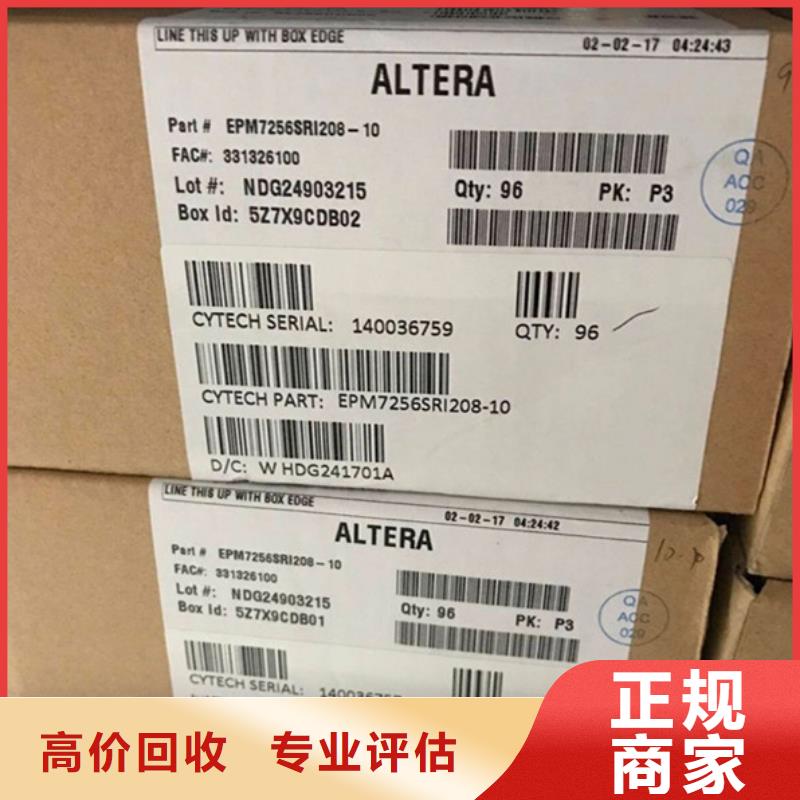 LINE THIS UP WITH BOX EDGE 02-02-17 04:24:43
ALTERA
Part # EPM7256SRI208-10
FAC#: 331326100
Lot #: NDG24903215 Qty: 96 PK: P3
Box Id: 5Z7X9CDB02
QA
ACC
029
CYTECH SERIAL: 140036759 QTY: 96
CYTECH PART: EPM7256SRI208-10
D/C: W HDG241701A
LINE THIS UP WITH BOX EDGE 02-02-17 04:24:42
ALTERA
Part # EPM7256SRI208-10
FAC#: 331326100
Lot #: NDG24903215 Qty: 96 PK: P3
Box Id: 5Z7X9CDB01
QA
ACC
029
CYTECH SERIAL: 140036759
高价回收 专业评估
正规
商家